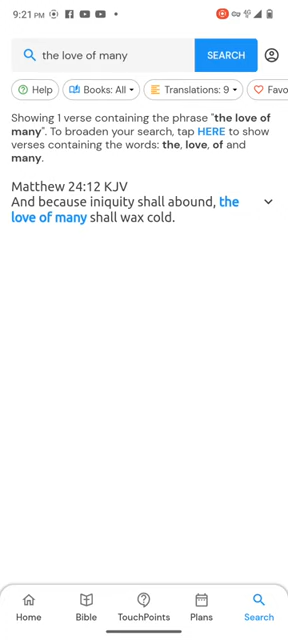 9:21 PM
4G
the love of many
SEARCH
Help
Books: All
Translations: 9
Favo
Showing 1 verse containing the phrase "the love of
many". To broaden your search, tap HERE to show
verses containing the words: the, love, of and
many.
Matthew 24:12 KJV
And because iniquity shall abound, the
love of many shall wax cold.
Home
Bible
TouchPoints
Plans
Search